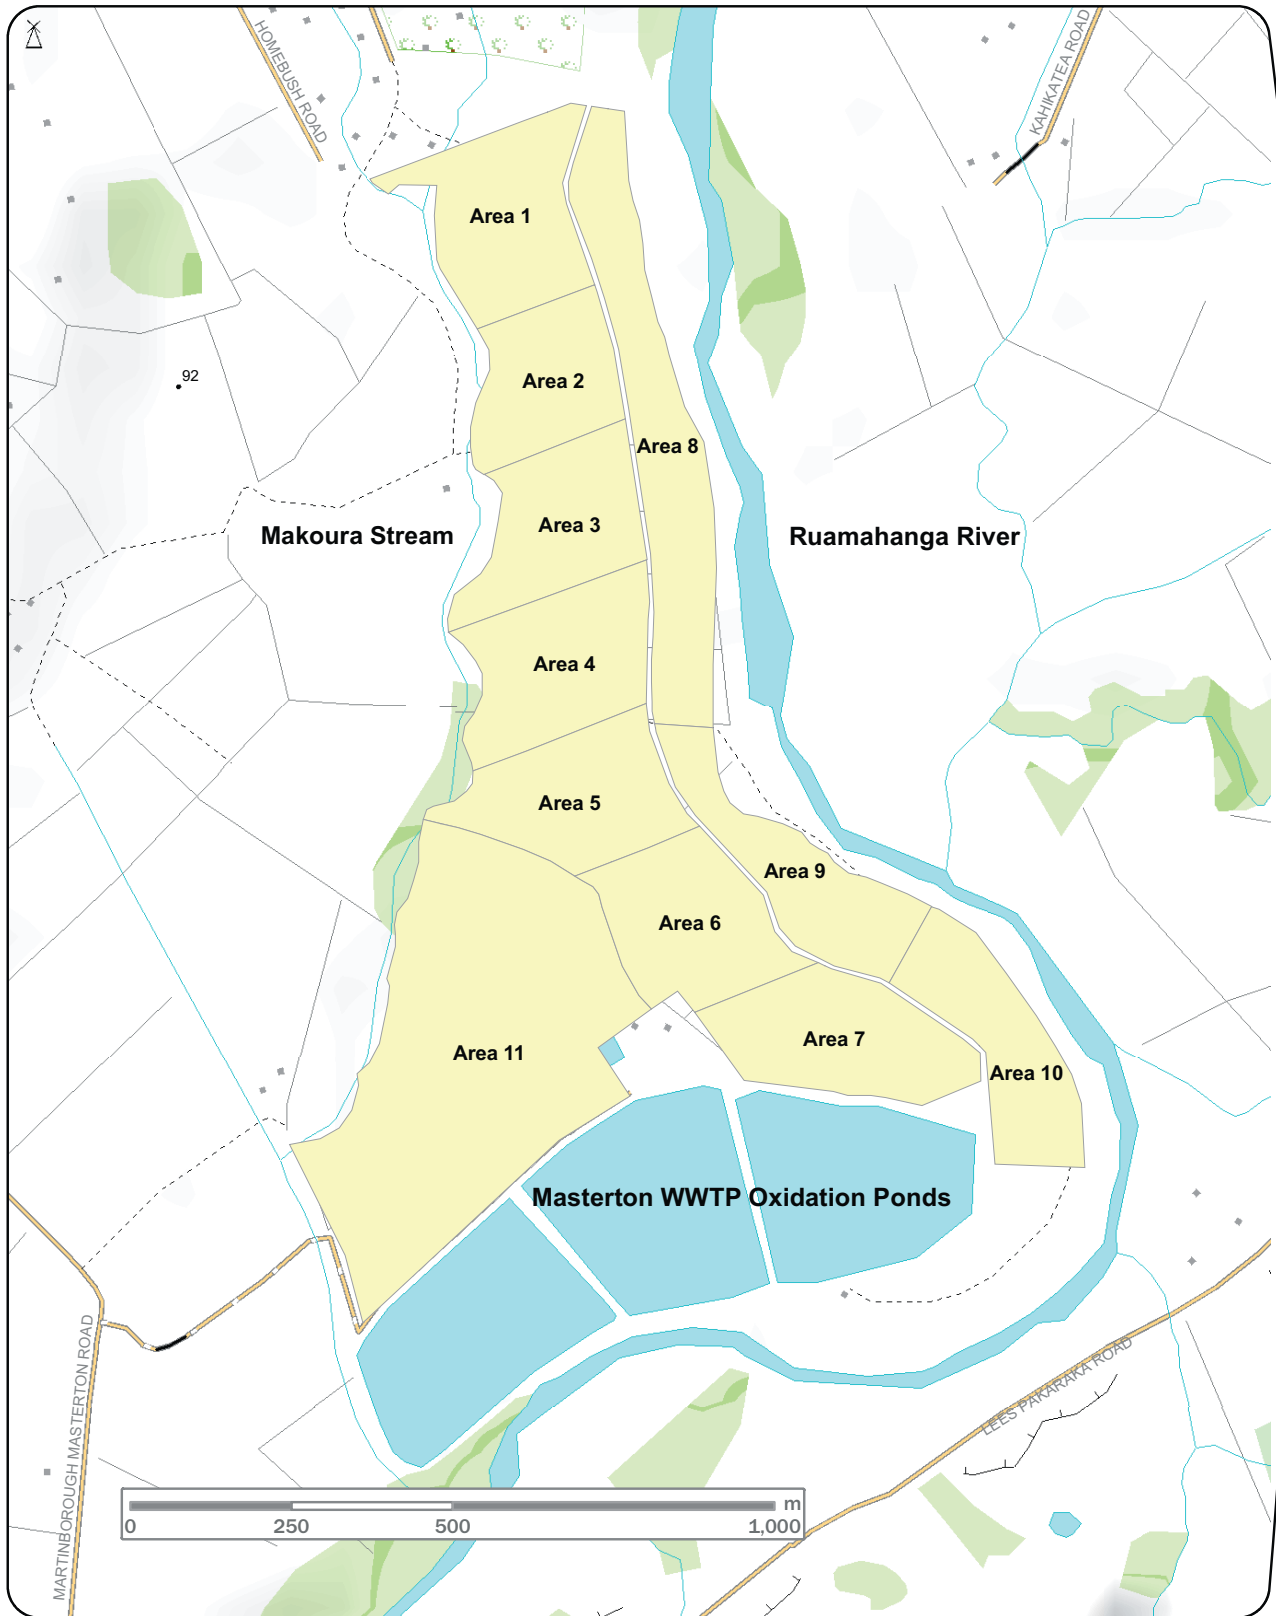 HOMEBUSH ROAD
KAHIKATEA ROAD
Area 1
92
Area 2
Area 8
Area 3
Makoura Stream
Ruamahanga River
Area 4
Area 5
Area 9
Area 6
Area 7
Area 11
Area 10
Masterton WWTP Oxidation Ponds
MARTINBOROUGH MASTERTON ROAD
LEES PAKARAKA ROAD
m
0 250 500 1,000